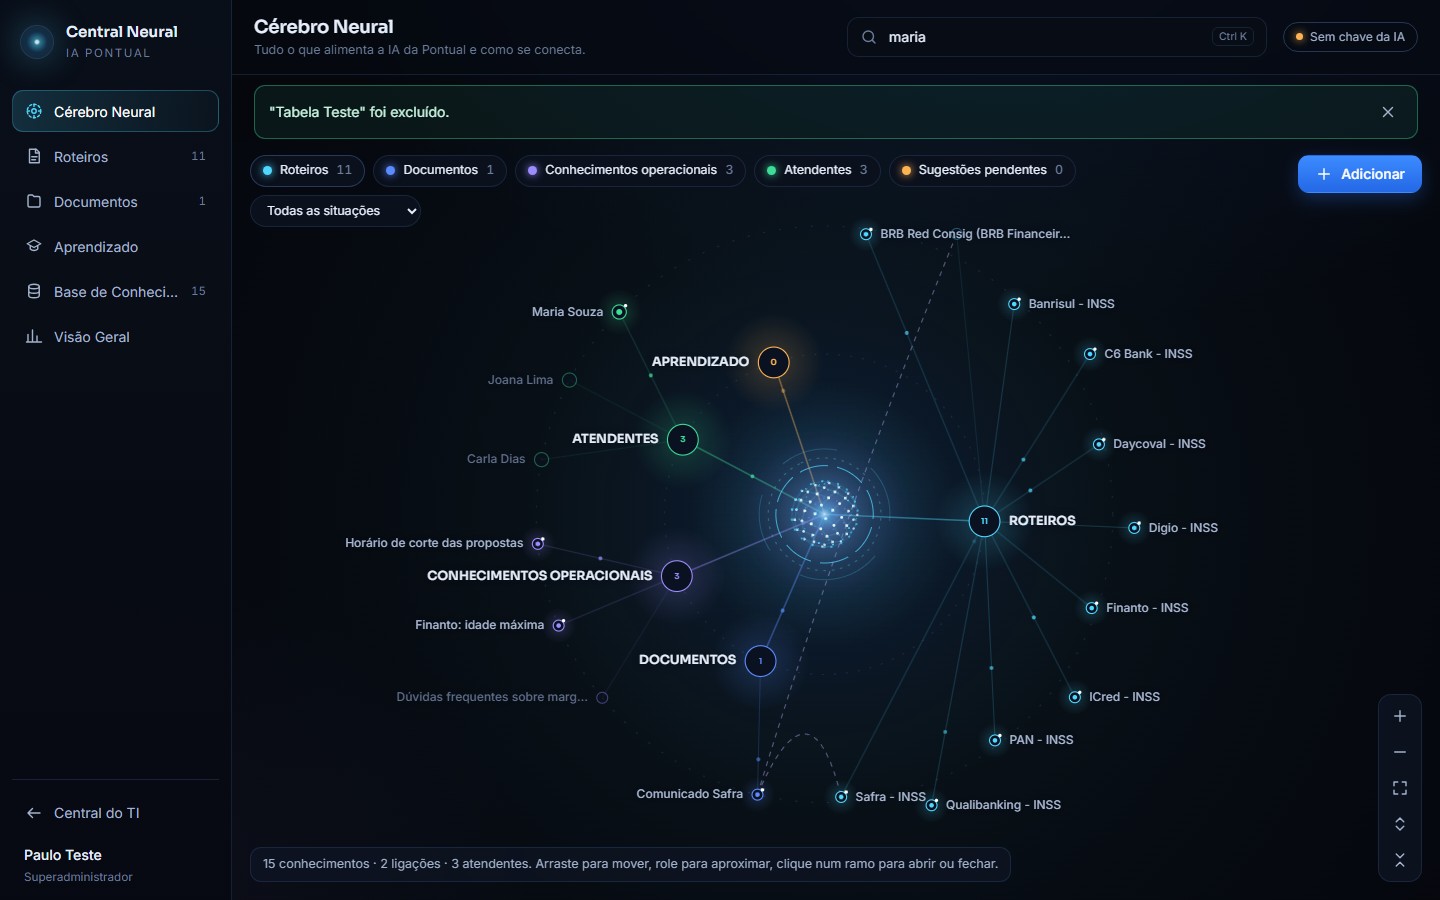 Central Neural
IA PONTUAL
Cérebro Neural
Roteiros 11
Documentos 1
Aprendizado
Base de Conheci... 15
Visão Geral
Central do TI
Paulo Teste
Superadministrador
Cérebro Neural
Tudo o que alimenta a IA da Pontual e como se conecta.
maria
Ctrl K
Sem chave da IA
"Tabela Teste" foi excluído.
Roteiros 11
Documentos 1
Conhecimentos operacionais 3
Atendentes 3
Sugestões pendentes 0
Adicionar
Todas as situações
BRB Red Consig (BRB Financeir...
Maria Souza
Banrisul - INSS
APRENDIZADO
0
C6 Bank - INSS
Joana Lima
ATENDENTES
3
Daycoval - INSS
Carla Dias
11
ROTEIROS
Digio - INSS
Horário de corte das propostas
CONHECIMENTOS OPERACIONAIS
3
Finanto - INSS
Finanto: idade máxima
DOCUMENTOS
1
Dúvidas frequentes sobre marg...
ICred - INSS
PAN - INSS
Comunicado Safra
Safra - INSS
Qualibanking - INSS
15 conhecimentos · 2 ligações · 3 atendentes. Arraste para mover, role para aproximar, clique num ramo para abrir ou fechar.